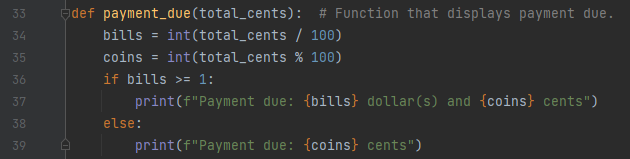 33 def payment_due(total_cents):  # Function that displays payment due.
34     bills = int(total_cents / 100)
35     coins = int(total_cents % 100)
36     if bills >= 1:
37         print(f"Payment due: {bills} dollar(s) and {coins} cents")
38     else:
39         print(f"Payment due: {coins} cents")